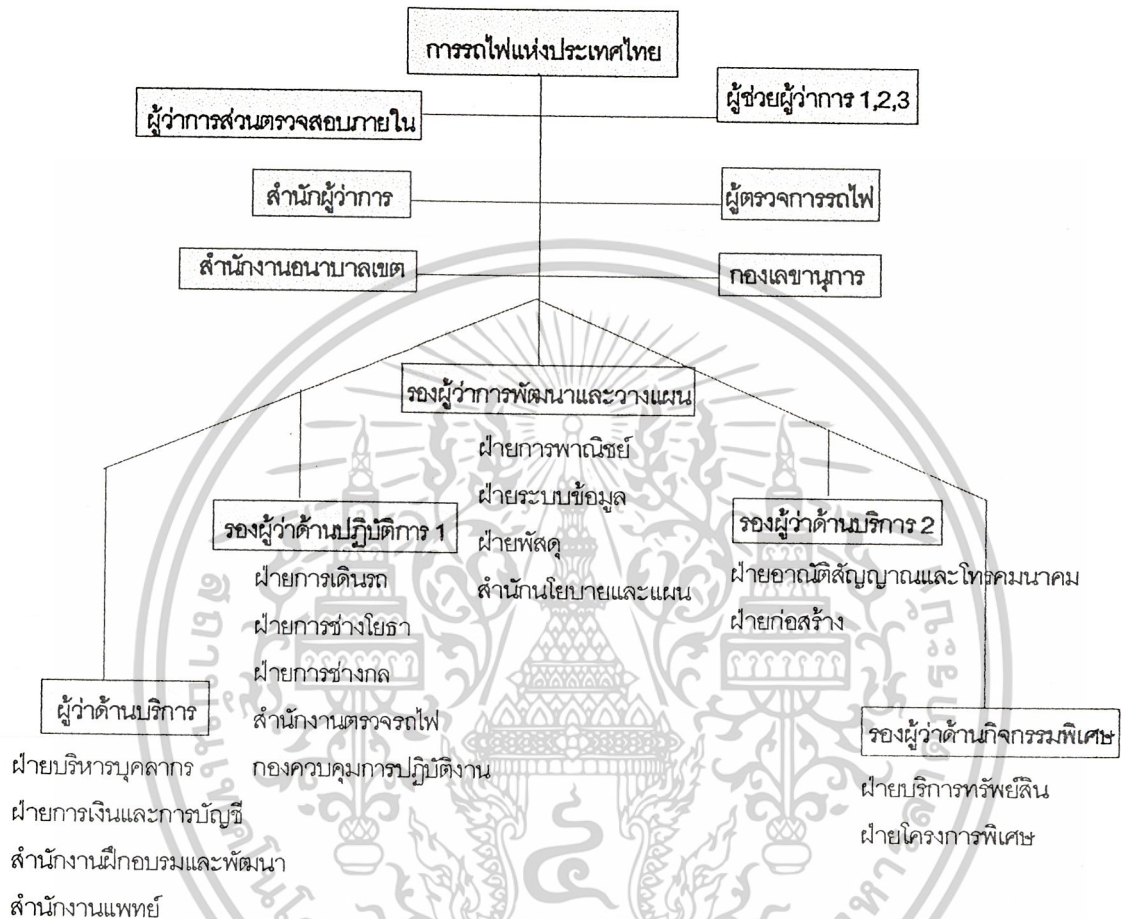 การรถไฟแห่งประเทศไทย
ผู้ว่าการส่วนตรวจสอบภายใน
ผู้ช่วยผู้ว่าการ 1,2,3
สำนักผู้ว่าการ
ผู้ตรวจการรถไฟ
สำนักงานอนาบาลเขต
กองเลขานุการ
รองผู้ว่าการพัฒนาและวางแผน
ฝ่ายการพาณิชย์
ฝ่ายระบบข้อมูล
ฝ่ายพัสดุ
สำนักนโยบายและแผน
รองผู้ว่าด้านปฏิบัติการ 1
ฝ่ายการเดินรถ
ฝ่ายการช่างโยธา
ฝ่ายการช่างกล
สำนักงานตรวจรถไฟ
กองควบคุมการปฏิบัติงาน
รองผู้ว่าด้านบริการ 2
ฝ่ายอาณัติสัญญาณและโทรคมนาคม
ฝ่ายก่อสร้าง
ผู้ว่าด้านบริการ
ฝ่ายบริหารบุคลากร
ฝ่ายการเงินและการบัญชี
สำนักงานฝึกอบรมและพัฒนา
สำนักงานแพทย์
รองผู้ว่าด้านกิจกรรมพิเศษ
ฝ่ายบริการทรัพย์สิน
ฝ่ายโครงการพิเศษ